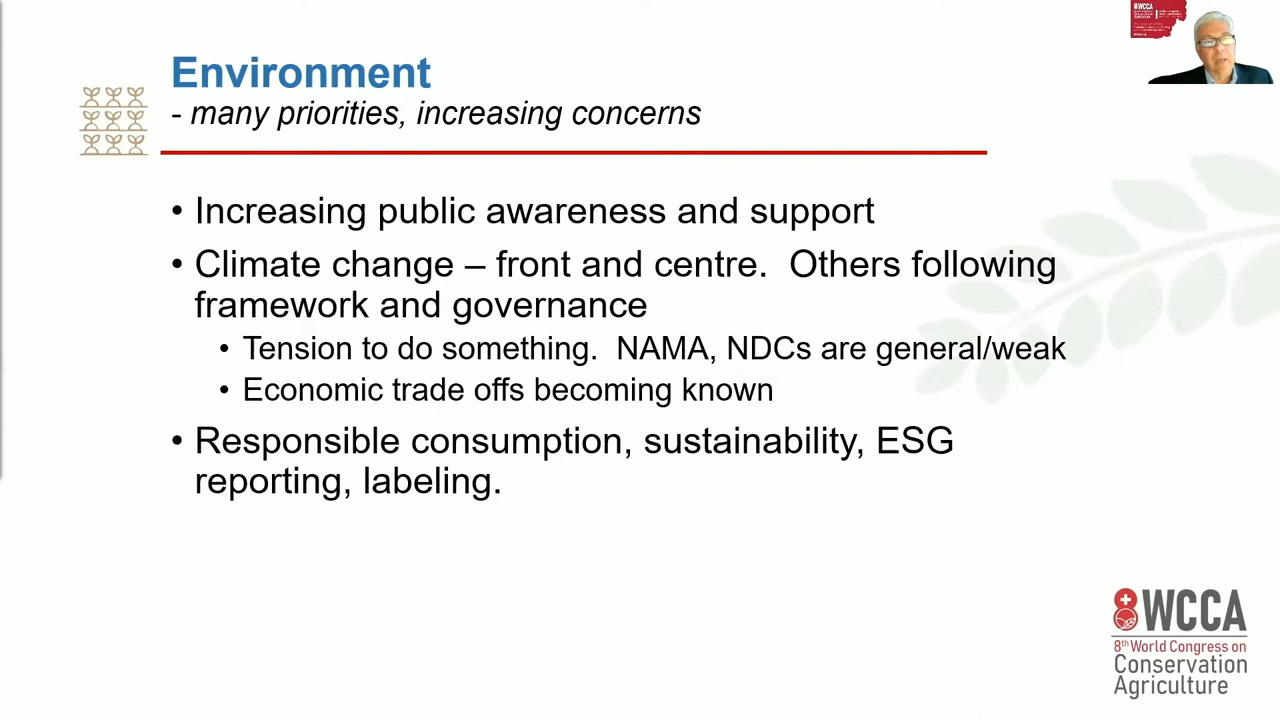 Environment
- many priorities, increasing concerns
• Increasing public awareness and support
• Climate change – front and centre.  Others following
framework and governance
• Tension to do something.  NAMA, NDCs are general/weak
• Economic trade offs becoming known
• Responsible consumption, sustainability, ESG
reporting, labeling.
8WCCA
8WCCA
8th World Congress on
Conservation
Agriculture